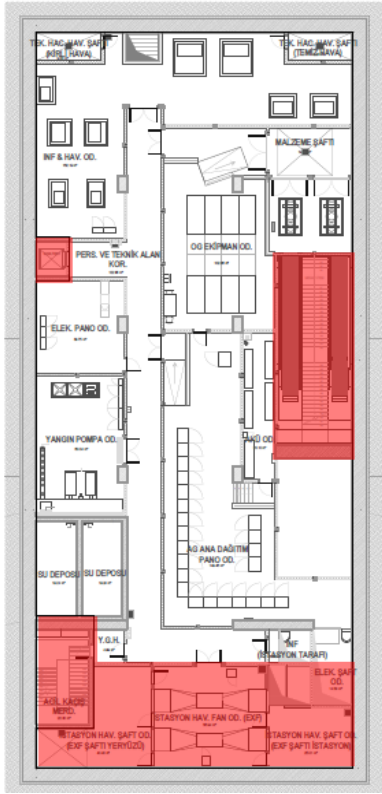 TEK. HAC. HAV. ŞAFTI
(KİRLİ HAVA)
TEK. HAC. HAV. ŞAFTI
(TEMİZ HAVA)
MALZEME ŞAFTI
INF & HAV. OD.
PERS. VE TEKNİK ALAN
KOR.
OG EKİPMAN OD.
ELEK. PANO OD.
YANGIN POMPA OD.
AKÜ OD.
AG ANA DAĞITIM
PANO OD.
SU DEPOSU
SU DEPOSU
Y.G.H.
INF
(İSTASYON TARAFI)
ELEK. ŞAFT
OD.
ACİL KAÇIŞ
MERD.
İSTASYON HAV. FAN OD. (EXF)
İSTASYON HAV. ŞAFT OD.
(EXF ŞAFTI YERYÜZÜ)
İSTASYON HAV. ŞAFT OD.
(EXF ŞAFTI İSTASYON)